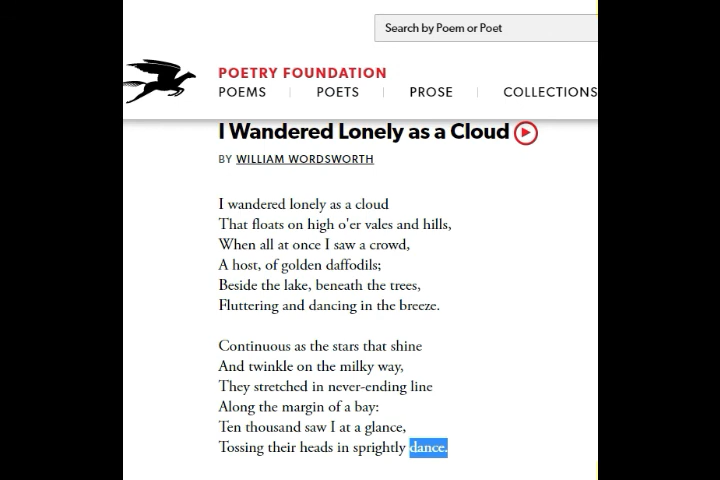 Search by Poem or Poet
POETRY FOUNDATION
POEMS | POETS | PROSE | COLLECTIONS
I Wandered Lonely as a Cloud
BY WILLIAM WORDSWORTH
I wandered lonely as a cloud
That floats on high o'er vales and hills,
When all at once I saw a crowd,
A host, of golden daffodils;
Beside the lake, beneath the trees,
Fluttering and dancing in the breeze.
Continuous as the stars that shine
And twinkle on the milky way,
They stretched in never-ending line
Along the margin of a bay:
Ten thousand saw I at a glance,
Tossing their heads in sprightly dance.